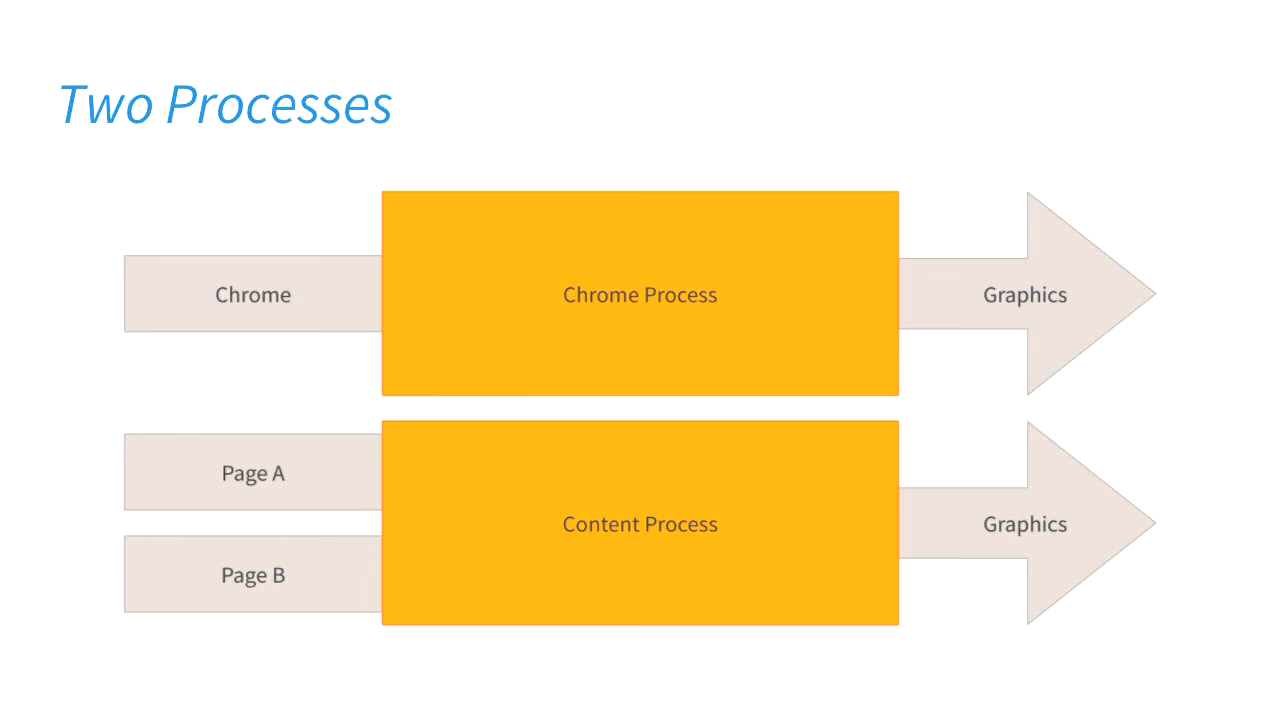 Two Processes
Chrome
Chrome Process
Graphics
Page A
Content Process
Graphics
Page B